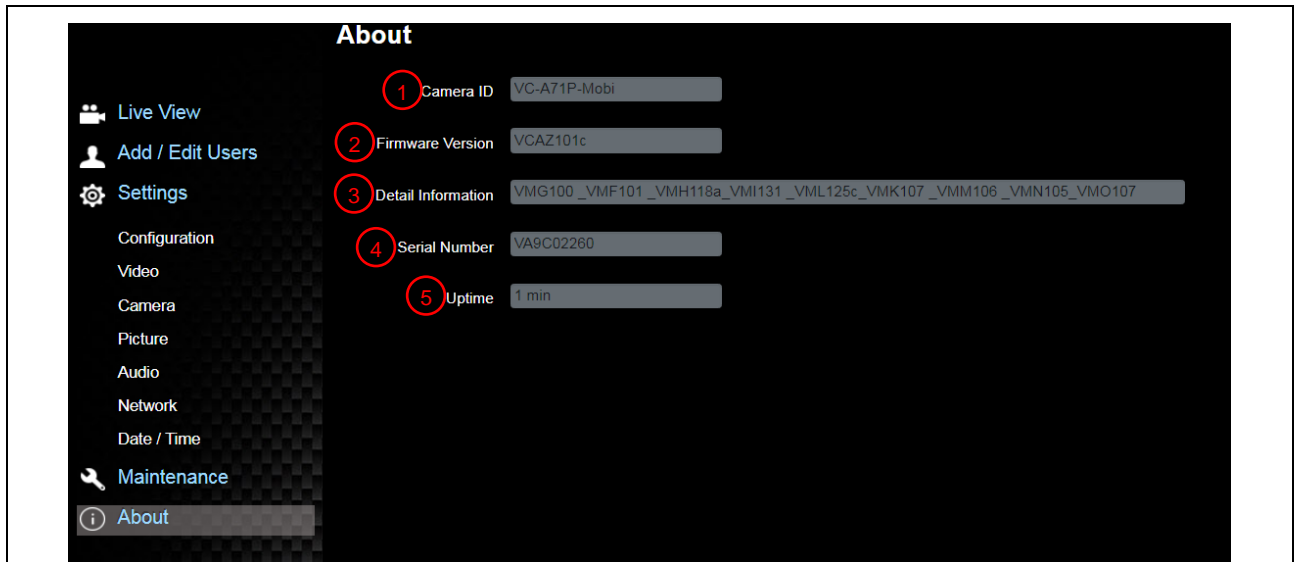 About
Live View
Add / Edit Users
Settings
Configuration
Video
Camera
Picture
Audio
Network
Date / Time
Maintenance
About
1 Camera ID VC-A71P-Mobi
2 Firmware Version VCAZ101c
3 Detail Information VMG100 _VMF101 _VMH118a_VMI131 _VML125c_VMK107 _VMM106 _VMN105_VMO107
4 Serial Number VA9C02260
5 Uptime 1 min